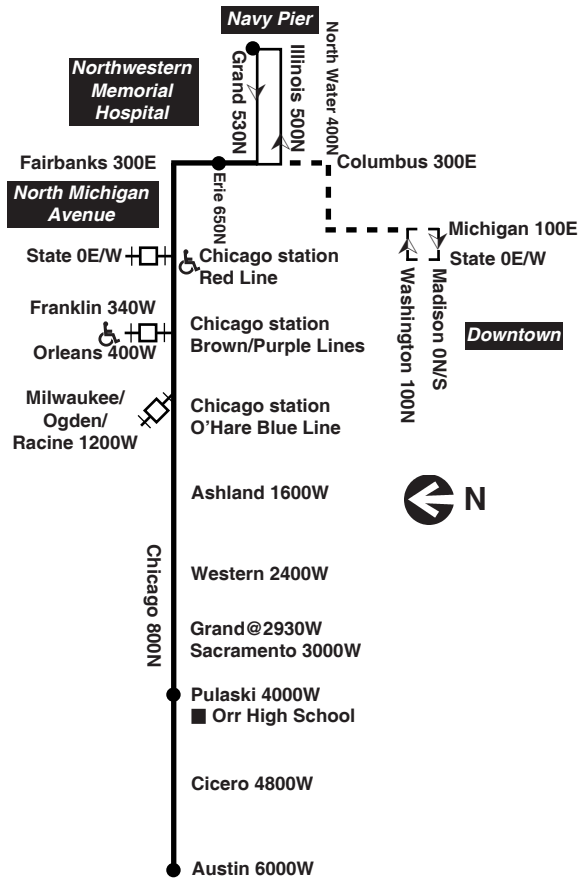 Navy Pier
Northwestern
Memorial
Hospital
Grand 530N
Illinois 500N
North Water 400N
Fairbanks 300E
Columbus 300E
Erie 650N
North Michigan
Avenue
Michigan 100E
State 0E/W
State 0E/W
Chicago station
Red Line
Washington 100N
Madison 0N/S
Downtown
Franklin 340W
Orleans 400W
Chicago station
Brown/Purple Lines
Milwaukee/
Ogden/
Racine 1200W
Chicago station
O'Hare Blue Line
Ashland 1600W
N
Chicago 800N
Western 2400W
Grand@2930W
Sacramento 3000W
Pulaski 4000W
Orr High School
Cicero 4800W
Austin 6000W